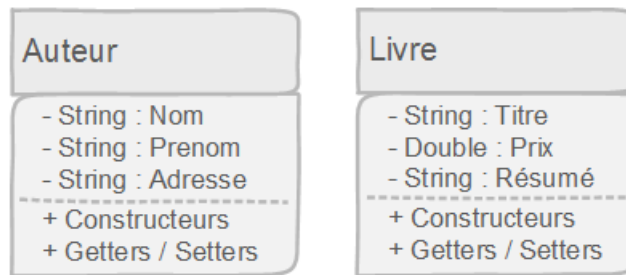 Auteur
- String : Nom
- String : Prenom
- String : Adresse
+ Constructeurs
+ Getters / Setters
Livre
- String : Titre
- Double : Prix
- String : Résumé
+ Constructeurs
+ Getters / Setters